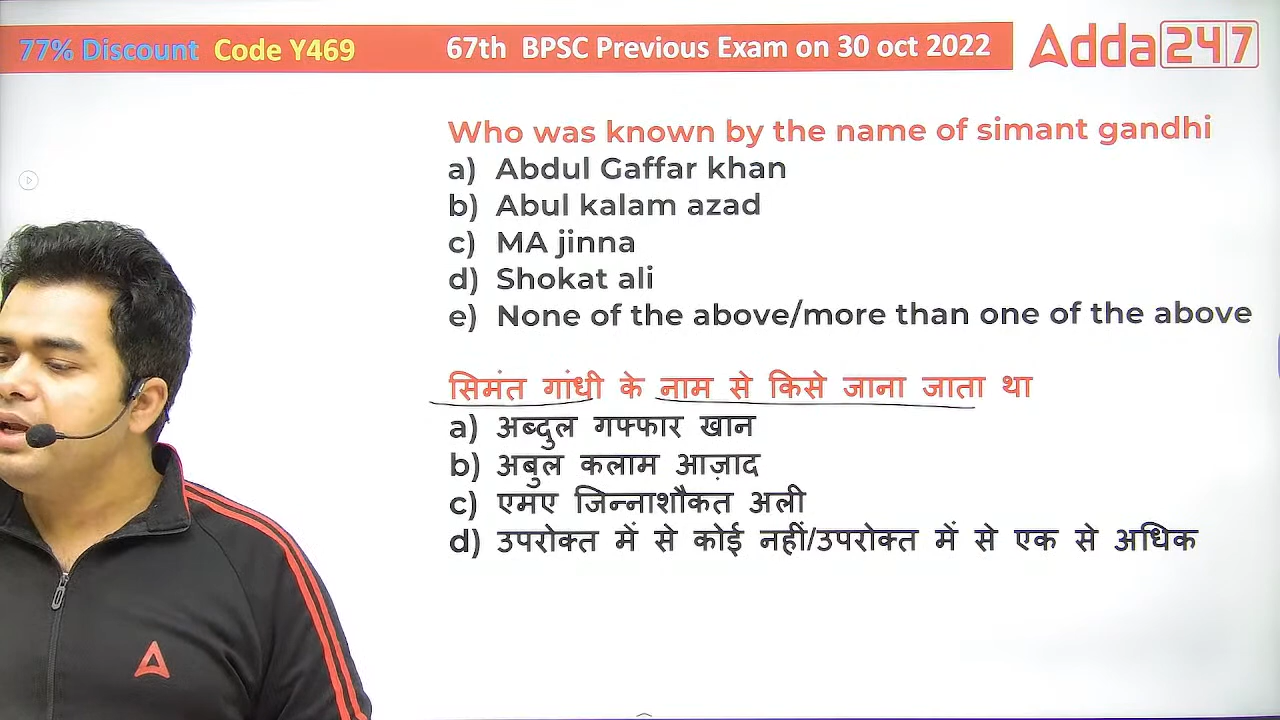 77% Discount Code Y469 67th BPSC Previous Exam on 30 oct 2022 Adda247
Who was known by the name of simant gandhi
a) Abdul Gaffar khan
b) Abul kalam azad
c) MA jinna
d) Shokat ali
e) None of the above/more than one of the above
सिमंत गांधी के नाम से किसे जाना जाता था
a) अब्दुल गफ्फार खान
b) अबुल कलाम आज़ाद
c) एमए जिन्नाशौकत अली
d) उपरोक्त में से कोई नहीं/उपरोक्त में से एक से अधिक